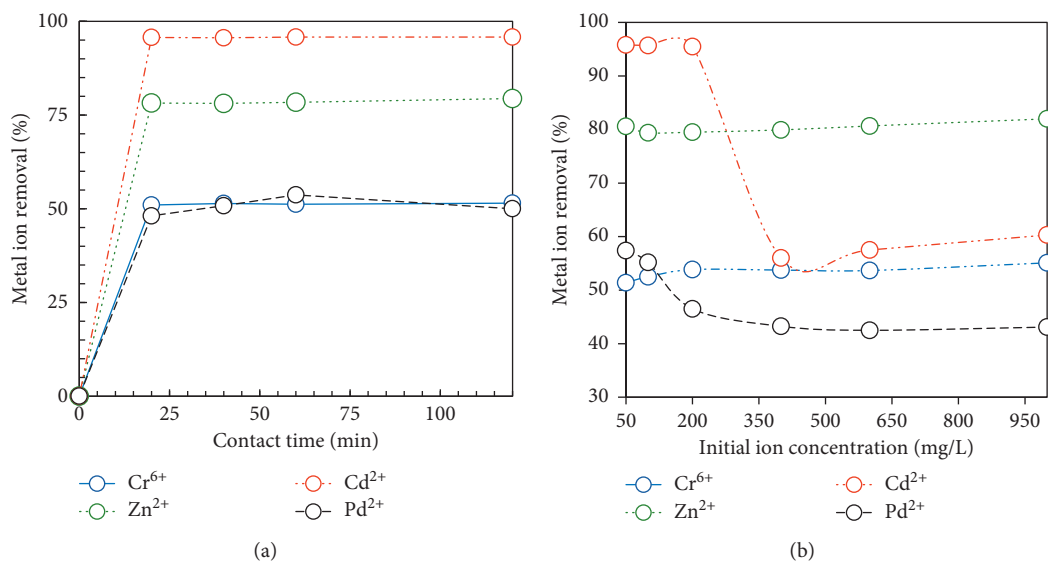 100
75
50
25
0
Metal ion removal (%)
0 25 50 75 100
Contact time (min)
Cr⁶⁺ Cd²⁺
Zn²⁺ Pd²⁺
(a)
100
90
80
70
60
50
40
30
Metal ion removal (%)
50 200 350 500 650 800 950
Initial ion concentration (mg/L)
Cr⁶⁺ Cd²⁺
Zn²⁺ Pd²⁺
(b)